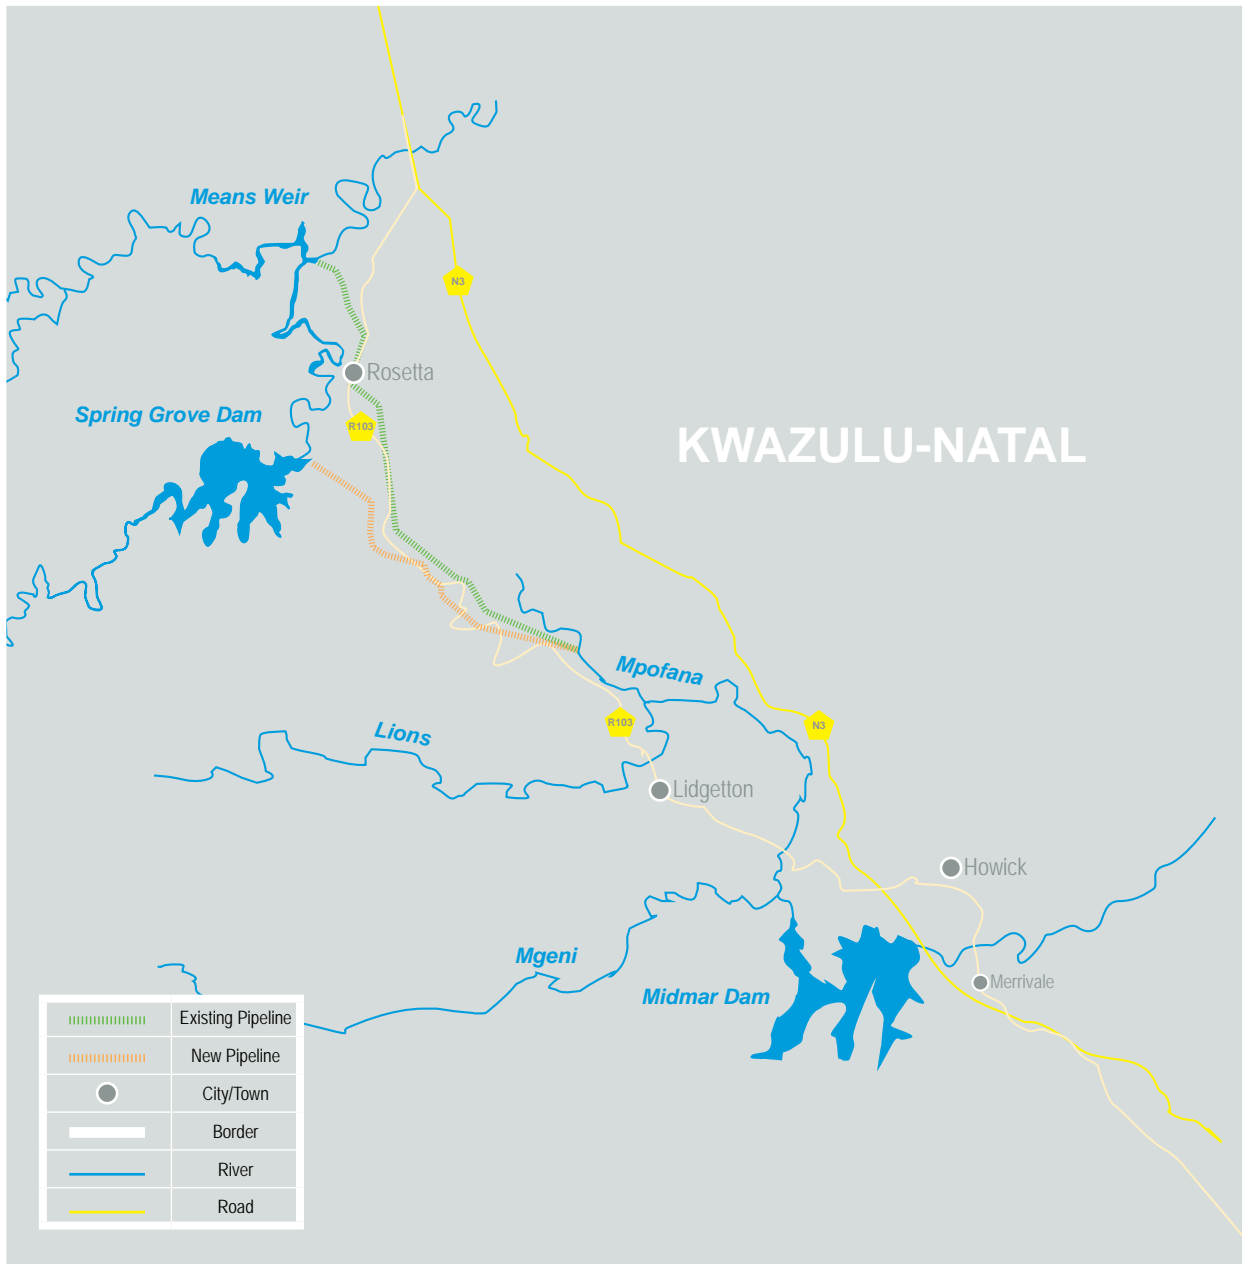 Means Weir
N3
Rosetta
Spring Grove Dam
R103
KWAZULU-NATAL
Mpofana
Lions
R103
N3
Lidgetton
Howick
Mgeni
Midmar Dam
Merrivale
Existing Pipeline
New Pipeline
City/Town
Border
River
Road